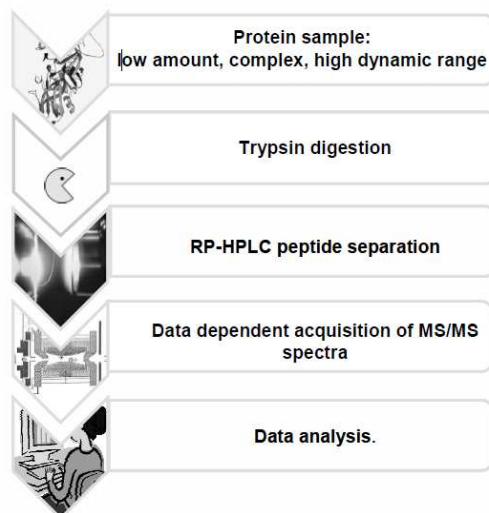 Protein sample:
low amount, complex, high dynamic range
Trypsin digestion
RP-HPLC peptide separation
Data dependent acquisition of MS/MS
spectra
Data analysis.